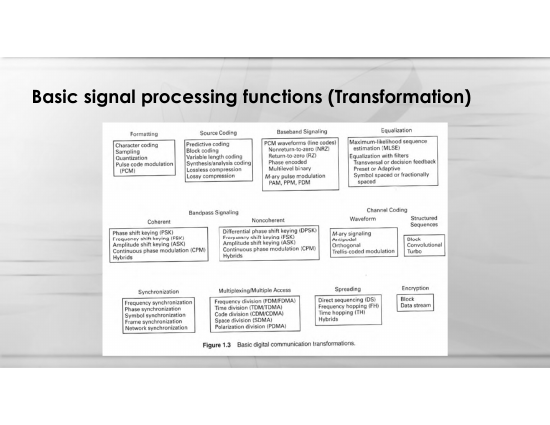 Basic signal processing functions (Transformation)
Formatting
Character coding
Sampling
Quantization
Pulse code modulation
(PCM)
Source Coding
Predictive coding
Block coding
Variable length coding
Synthesis/analysis coding
Lossless compression
Lossy compression
Baseband Signaling
PCM waveforms (line codes)
Nonreturn-to-zero (NRZ)
Return-to-zero (RZ)
Phase encoded
Multilevel binary
M-ary pulse modulation
PAM, PPM, PDM
Equalization
Maximum-likelihood sequence
estimation (MLSE)
Equalization with filters
Transversal or decision feedback
Preset or Adaptive
Symbol spaced or fractionally
spaced
Bandpass Signaling
Coherent
Phase shift keying (PSK)
Frequency shift keying (FSK)
Amplitude shift keying (ASK)
Continuous phase modulation (CPM)
Hybrids
Noncoherent
Differential phase shift keying (DPSK)
Frequency shift keying (FSK)
Amplitude shift keying (ASK)
Continuous phase modulation (CPM)
Hybrids
Channel Coding
Waveform
M-ary signaling
Antipodal
Orthogonal
Trellis-coded modulation
Structured
Sequences
Block
Convolutional
Turbo
Synchronization
Frequency synchronization
Phase synchronization
Symbol synchronization
Frame synchronization
Network synchronization
Multiplexing/Multiple Access
Frequency division (FDM/FDMA)
Time division (TDM/TDMA)
Code division (CDM/CDMA)
Space division (SDMA)
Polarization division (PDMA)
Spreading
Direct sequencing (DS)
Frequency hopping (FH)
Time hopping (TH)
Hybrids
Encryption
Block
Data stream
Figure 1.3 Basic digital communication transformations.